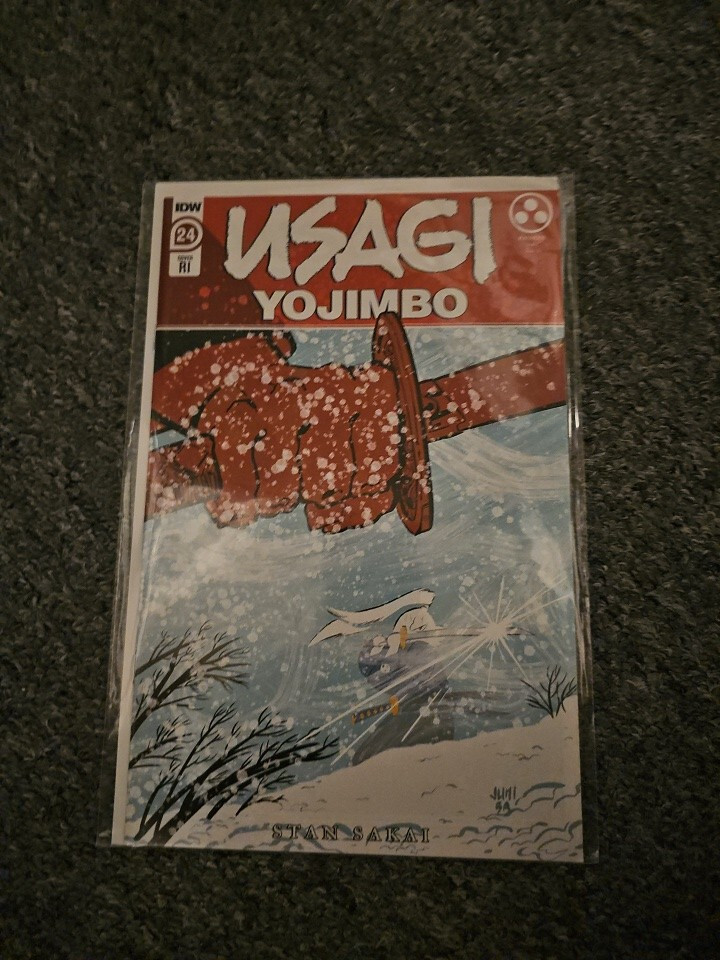 IDW
24
COVER
RI
USAGI
YOJIMBO
STAN SAKAI